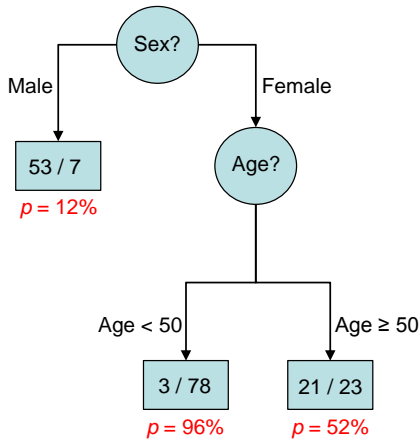 Sex?
Male
Female
53 / 7
p = 12%
Age?
Age < 50
Age ≥ 50
3 / 78
21 / 23
p = 96%
p = 52%